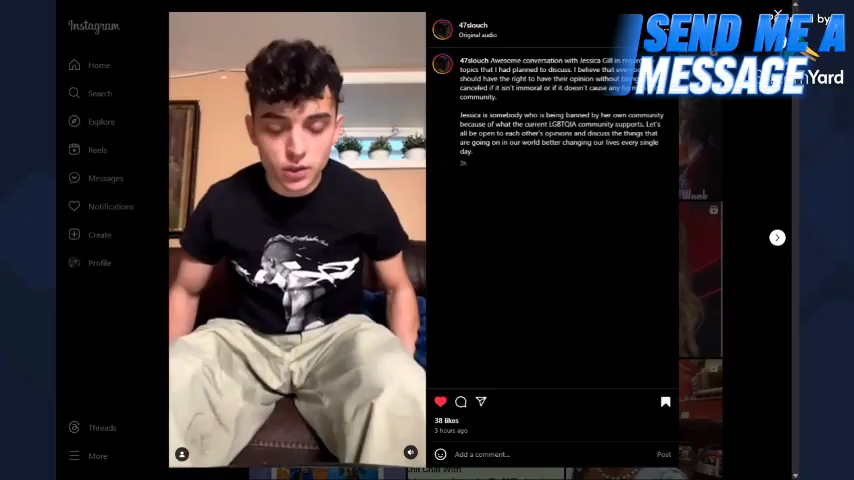 Instagram
Home
Search
Explore
Reels
Messages
Notifications
Create
Profile
Threads
More
47slouch
Original audio
47slouch Awesome conversation with Jessica Gill in
topics that I had planned to discuss. I believe that
should have the right to have their opinion without
canceled if it isn't immoral or if it doesn't cause any
community.
Jessica is somebody who is being banned by her own community
because of what the current LGBTQIA community supports. Let's
all be open to each other's opinions and discuss the things that
are going on in our world better changing our lives every single
day.
3h
38 likes
3 hours ago
Add a comment...
Post
SEND ME A
MESSAGE
by
Yard
Chat With